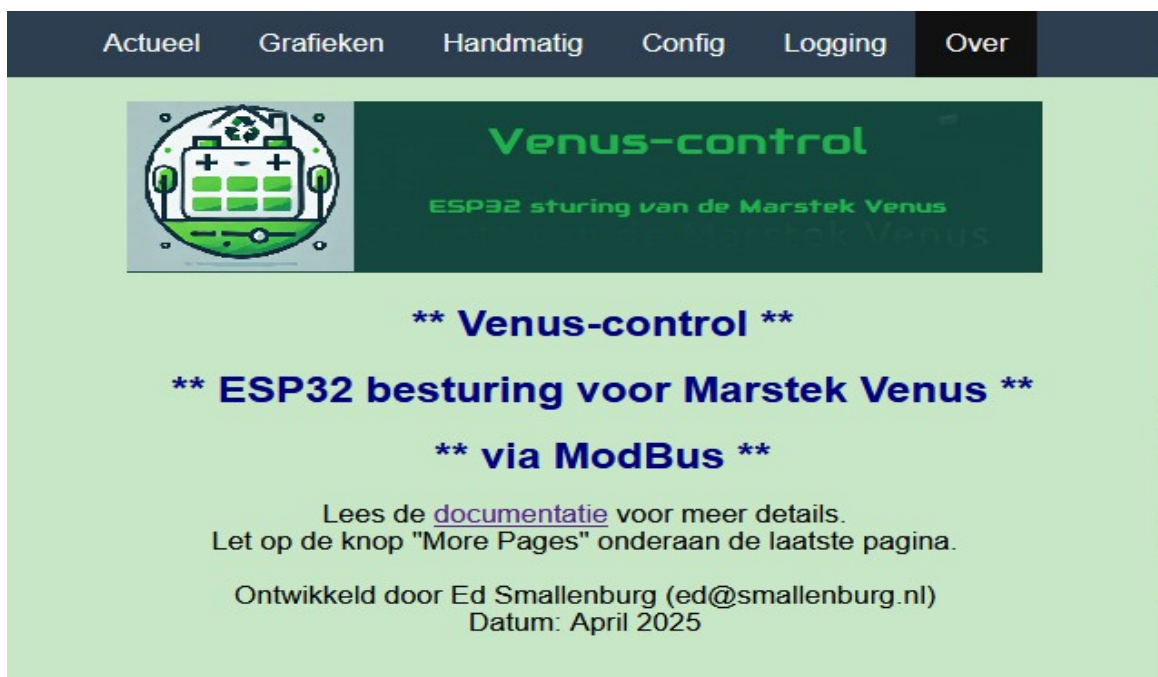 Actueel Grafieken Handmatig Config Logging Over
Venus-control
ESP32 sturing van de Marstek Venus
** Venus-control **
** ESP32 besturing voor Marstek Venus **
** via ModBus **
Lees de documentatie voor meer details.
Let op de knop "More Pages" onderaan de laatste pagina.
Ontwikkeld door Ed Smallenburg (ed@smallenburg.nl)
Datum: April 2025